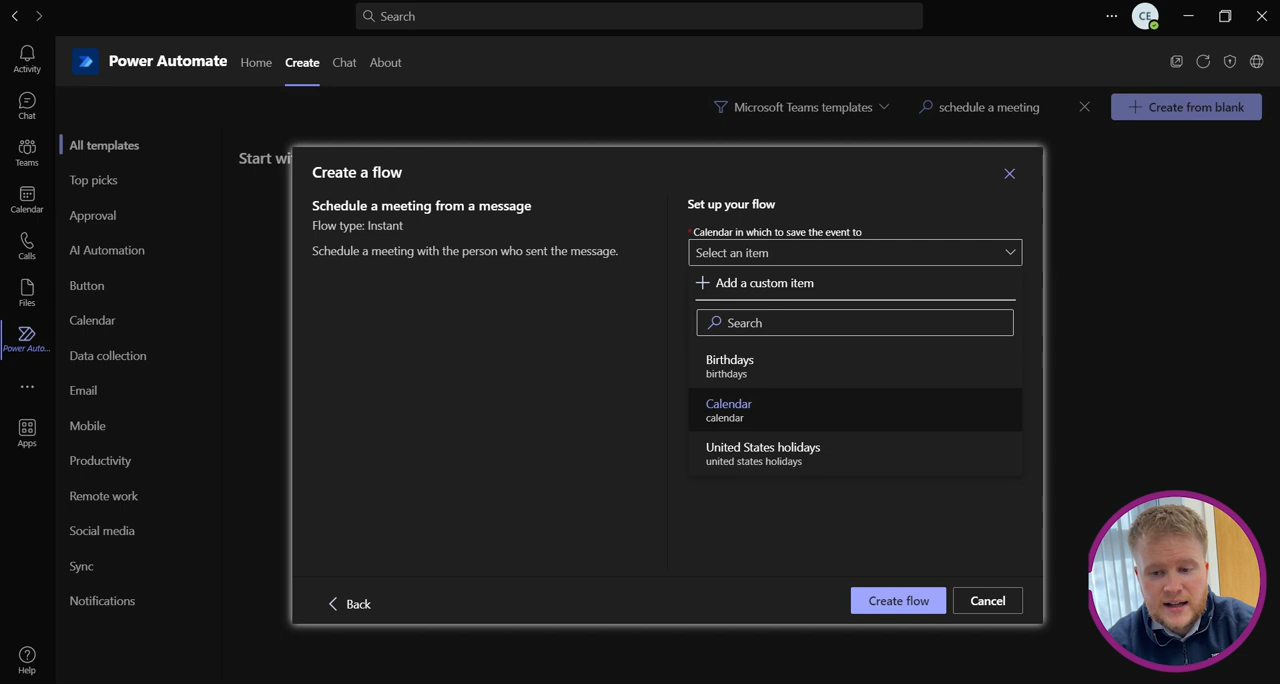 Search
CE
Activity
Chat
Teams
Calendar
Calls
Files
Power Auto...
Apps
Help
Power Automate
Home
Create
Chat
About
Microsoft Teams templates
schedule a meeting
Create from blank
All templates
Top picks
Approval
AI Automation
Button
Calendar
Data collection
Email
Mobile
Productivity
Remote work
Social media
Sync
Notifications
Start wi
Create a flow
Schedule a meeting from a message
Flow type: Instant
Schedule a meeting with the person who sent the message.
Set up your flow
* Calendar in which to save the event to
Select an item
Add a custom item
Search
Birthdays
birthdays
Calendar
calendar
United States holidays
united states holidays
Back
Create flow
Cancel